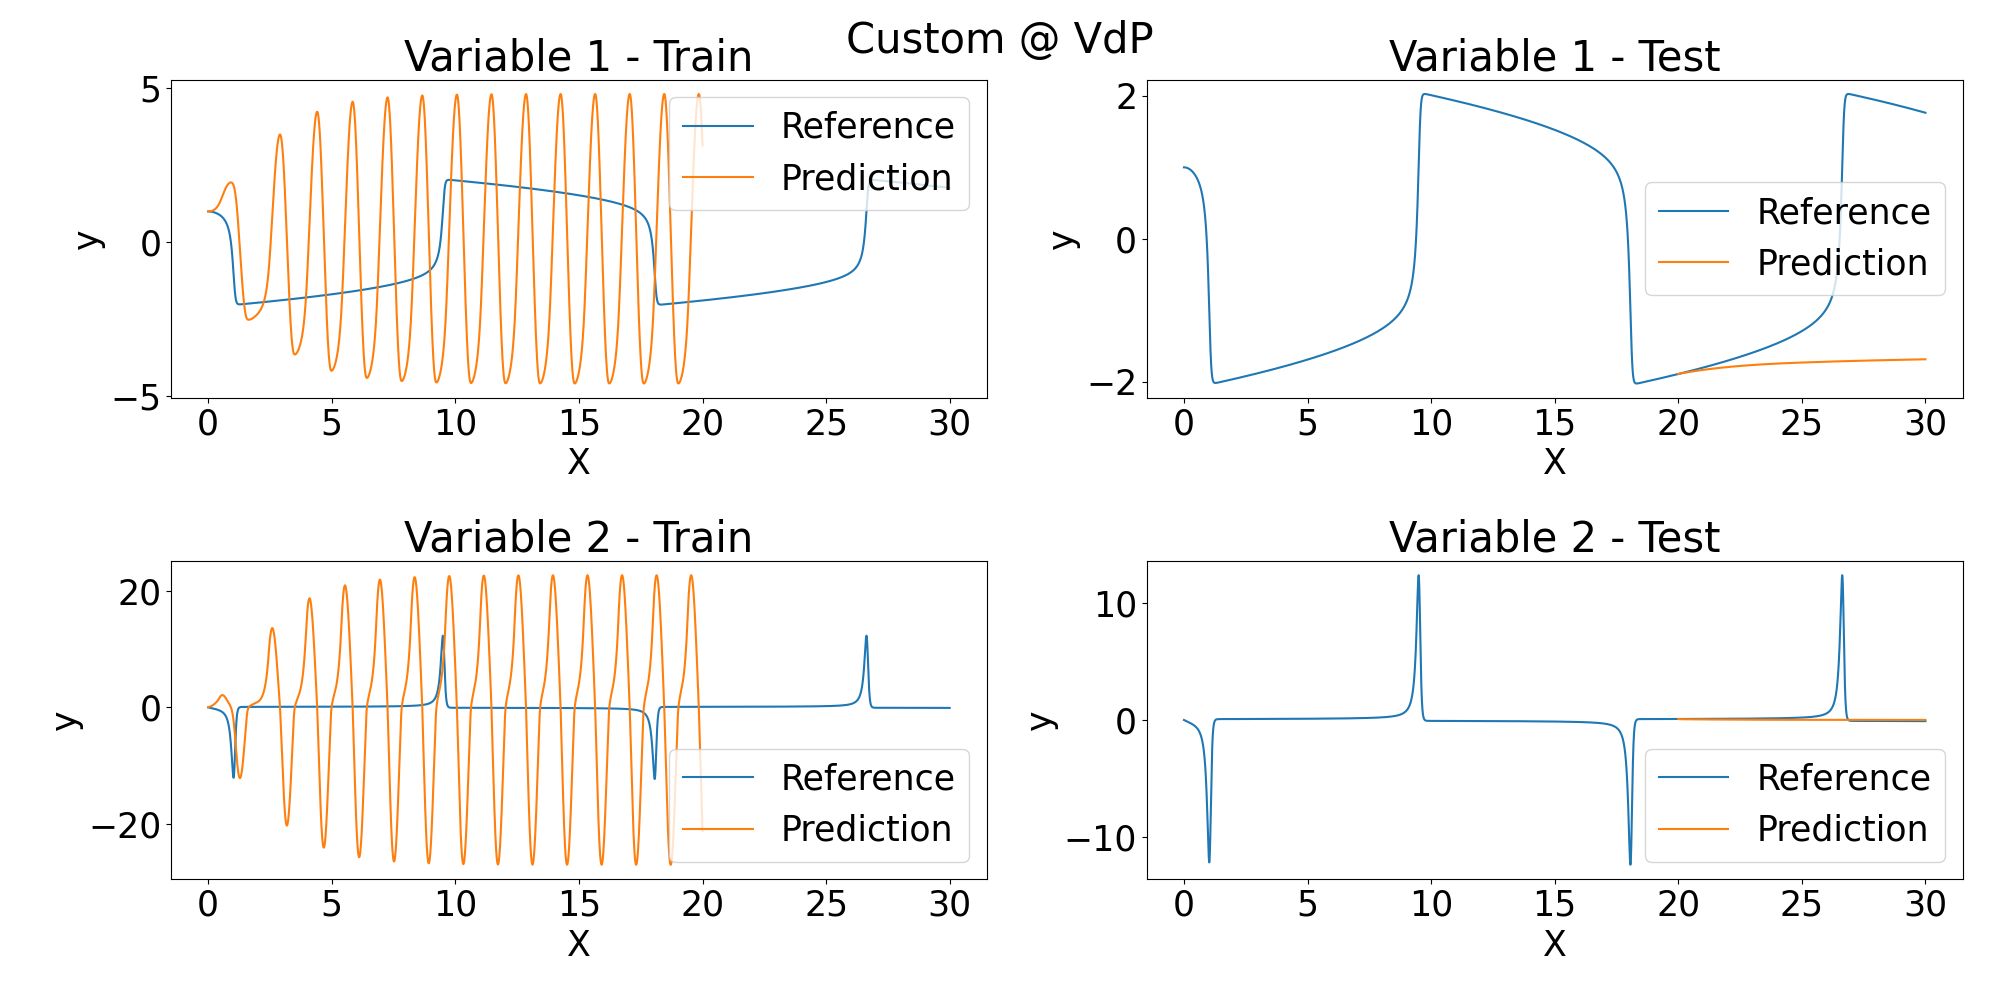 Custom @ VdP
Variable 1 - Train
5
0
−5
y
0 5 10 15 20 25 30
X
Reference
Prediction
Variable 1 - Test
2
0
−2
y
0 5 10 15 20 25 30
X
Reference
Prediction
Variable 2 - Train
20
0
−20
y
0 5 10 15 20 25 30
X
Reference
Prediction
Variable 2 - Test
10
0
−10
y
0 5 10 15 20 25 30
X
Reference
Prediction